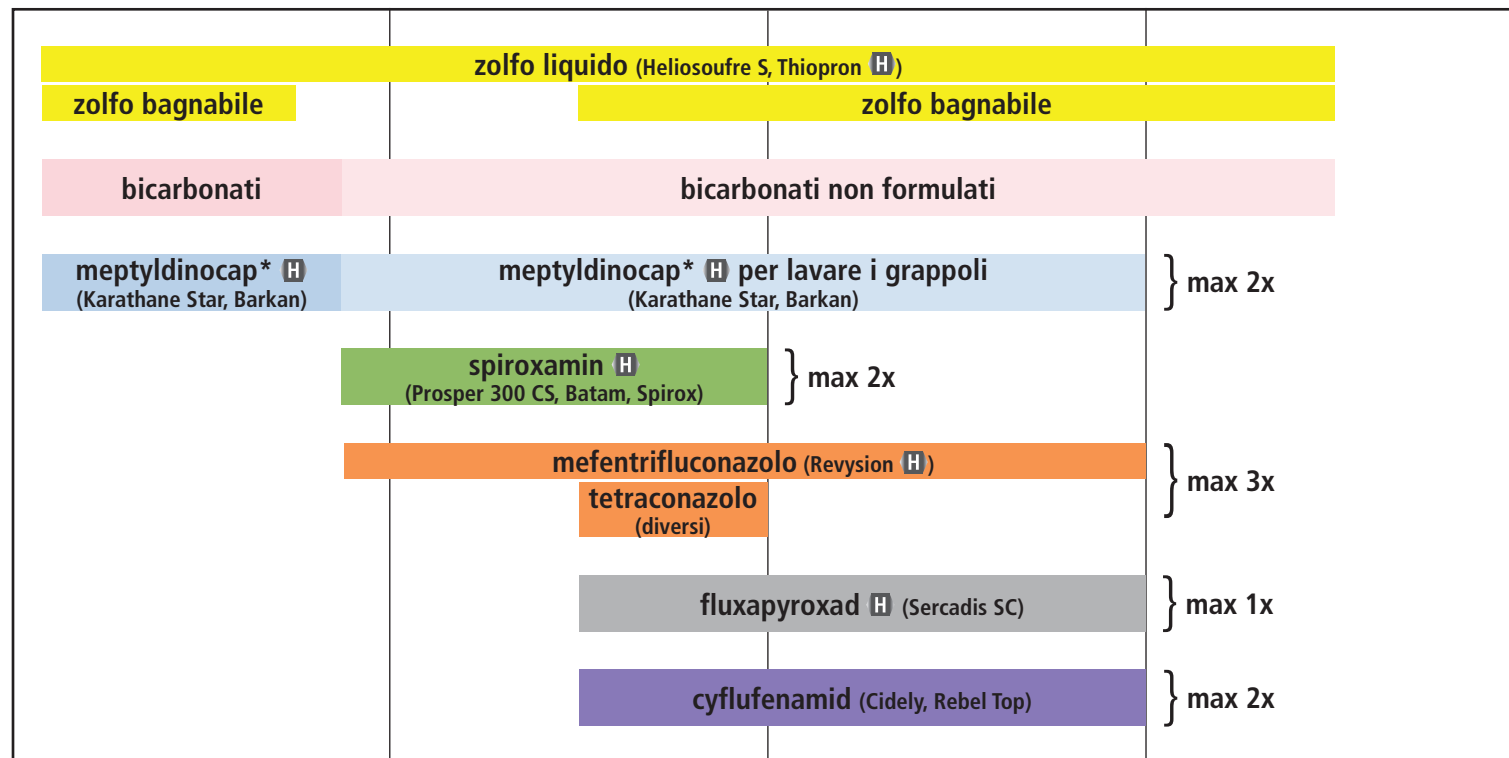 zolfo liquido (Heliosoufre S, Thiopron H)
zolfo bagnabile
zolfo bagnabile
bicarbonati
bicarbonati non formulati
meptyldinocap* H
(Karathane Star, Barkan)
meptyldinocap* H per lavare i grappoli
(Karathane Star, Barkan)
} max 2x
spiroxamin H
(Prosper 300 CS, Batam, Spirox)
} max 2x
mefentrifluconazolo (Revysion H)
tetraconazolo
(diversi)
} max 3x
fluxapyroxad H (Sercadis SC)
} max 1x
cyflufenamid (Cidely, Rebel Top)
} max 2x